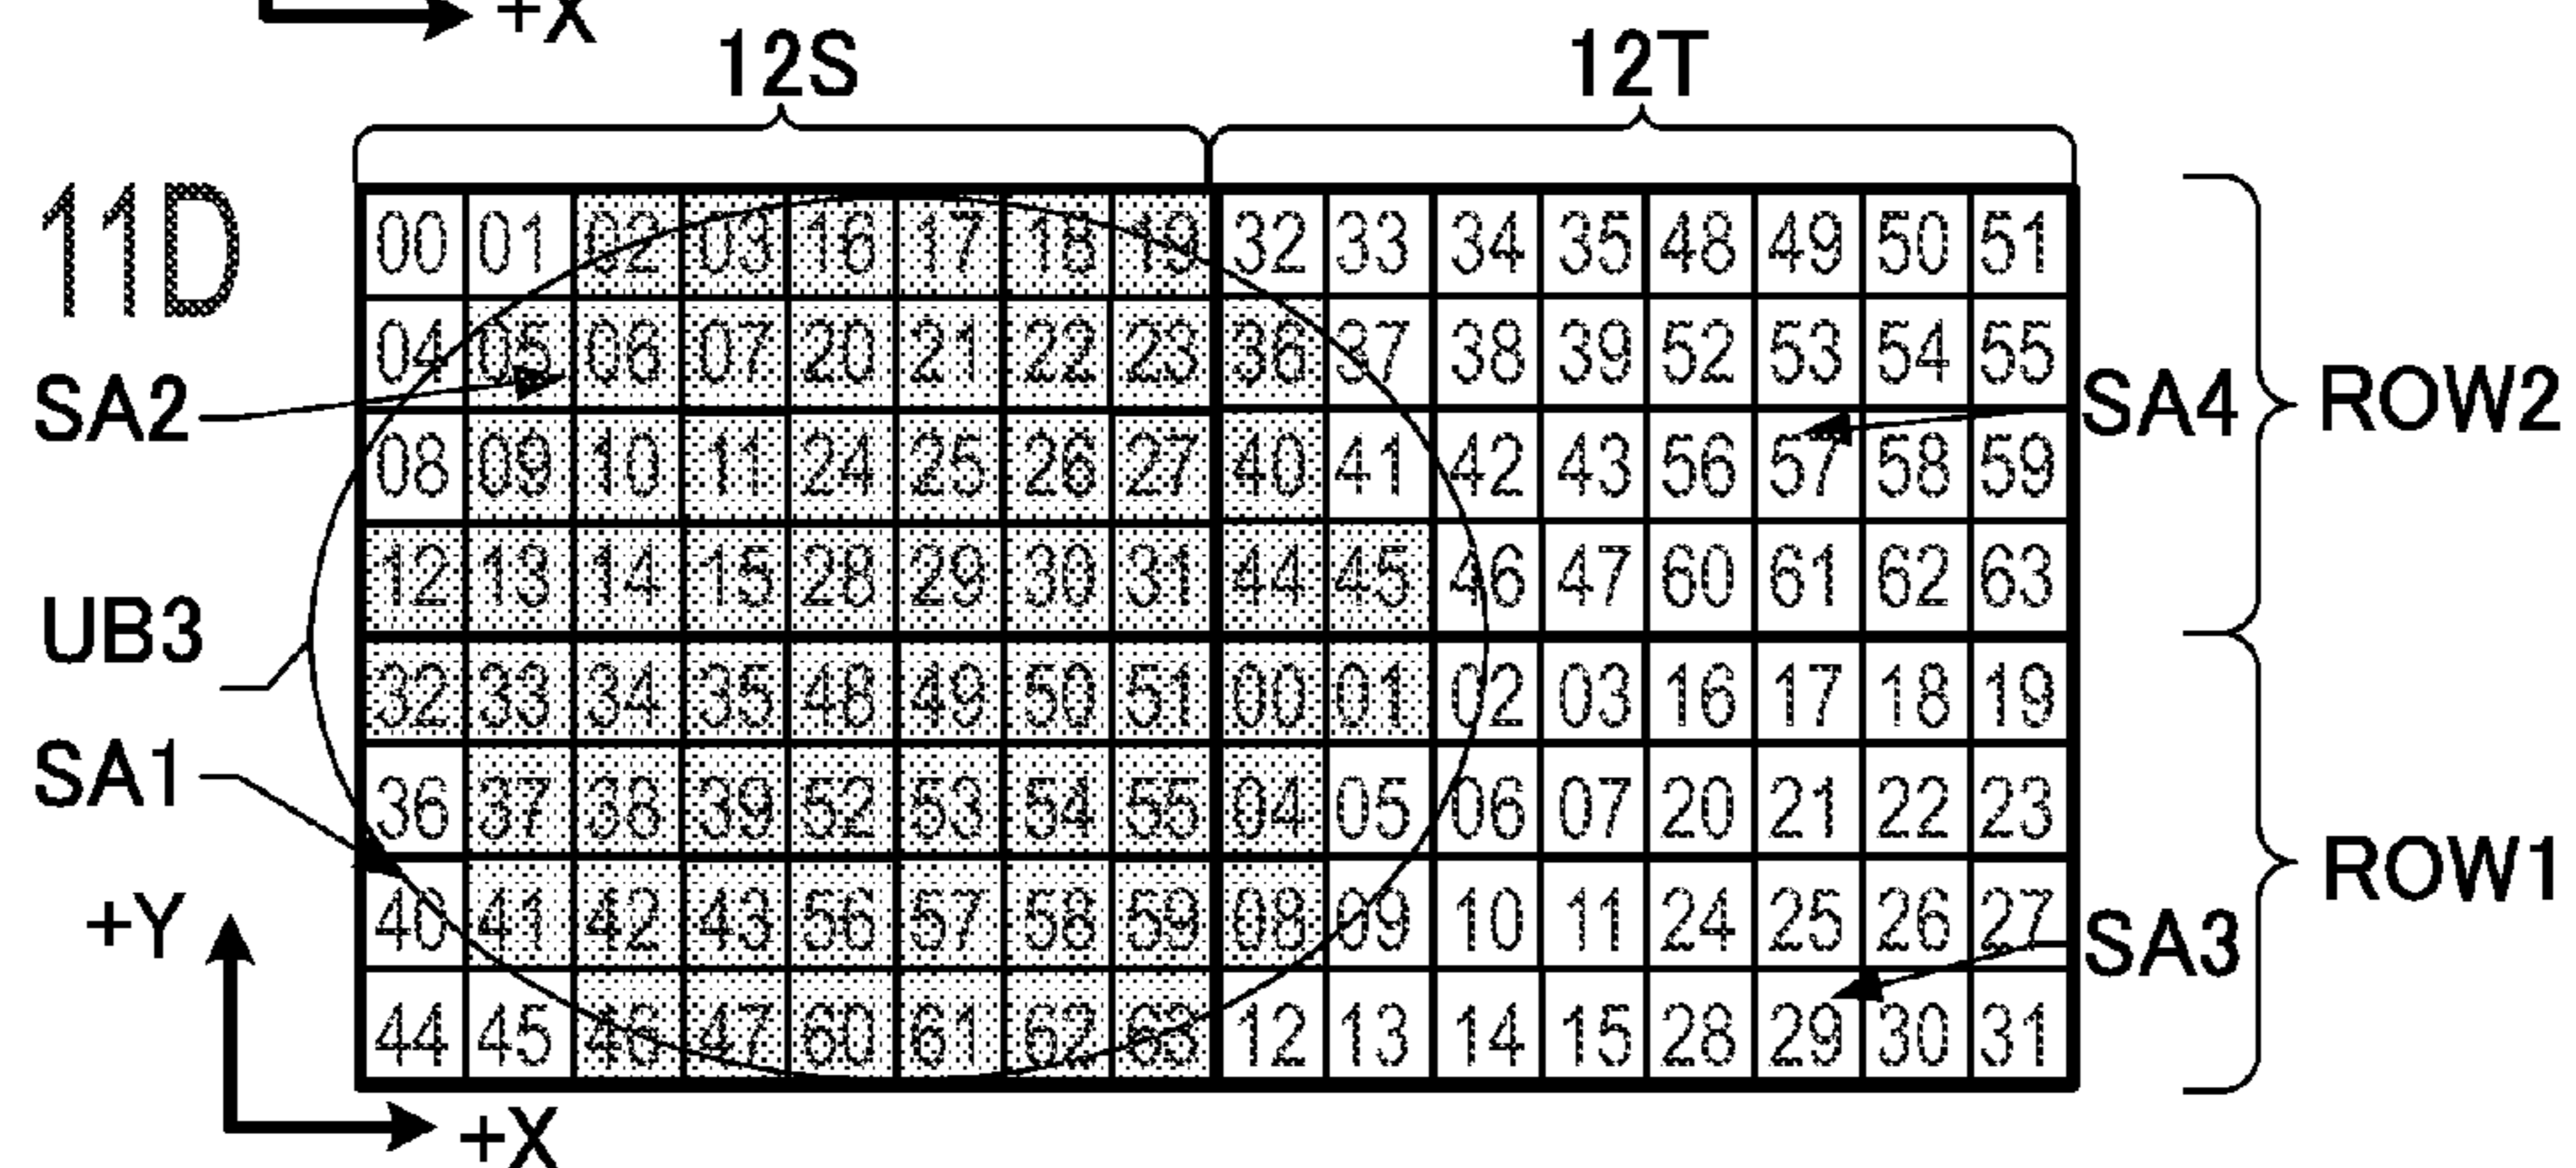 +X
12S 12T
11D
00 01 02 03 16 17 18 19 32 33 34 35 48 49 50 51
04 05 06 07 20 21 22 23 36 37 38 39 52 53 54 55
SA2 SA4 ROW2
08 09 10 11 24 25 26 27 40 41 42 43 56 57 58 59
12 13 14 15 28 29 30 31 44 45 46 47 60 61 62 63
UB3
32 33 34 35 48 49 50 51 00 01 02 03 16 17 18 19
SA1
36 37 38 39 52 53 54 55 04 05 06 07 20 21 22 23
ROW1
40 41 42 43 56 57 58 59 08 09 10 11 24 25 26 27
+Y SA3
44 45 46 47 60 61 62 63 12 13 14 15 28 29 30 31
+X